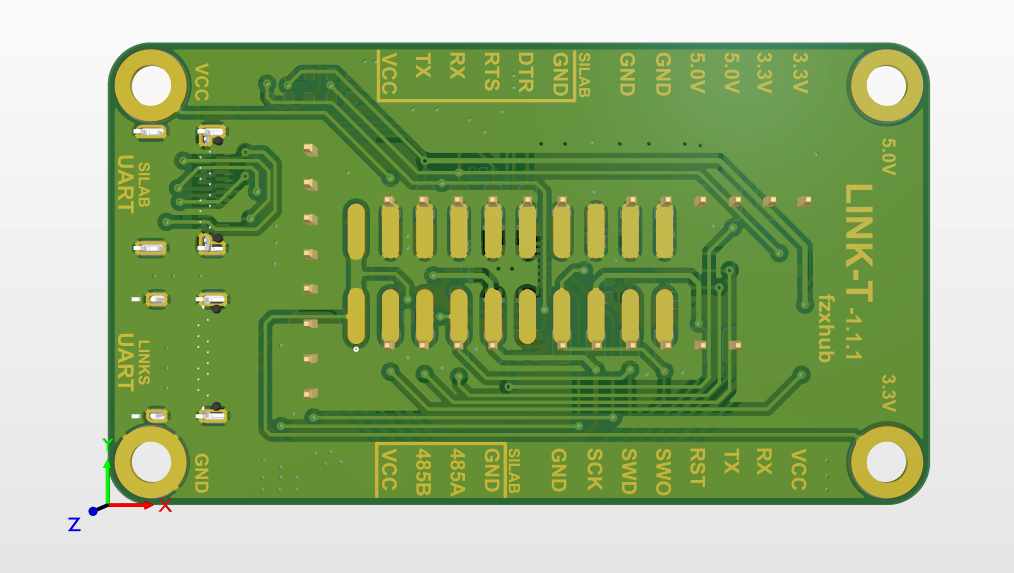 VCC
VCC
TX
RX
RTS
DTR
GND
SILAB
GND
GND
5.0V
5.0V
3.3V
3.3V
5.0V
SILAB
UART
LINK-T -1.1.1
fzxhub
LINKS
UART
3.3V
GND
VCC
485B
485A
GND
SILAB
GND
SCK
SWD
SWO
RST
TX
RX
VCC
Y
X
Z